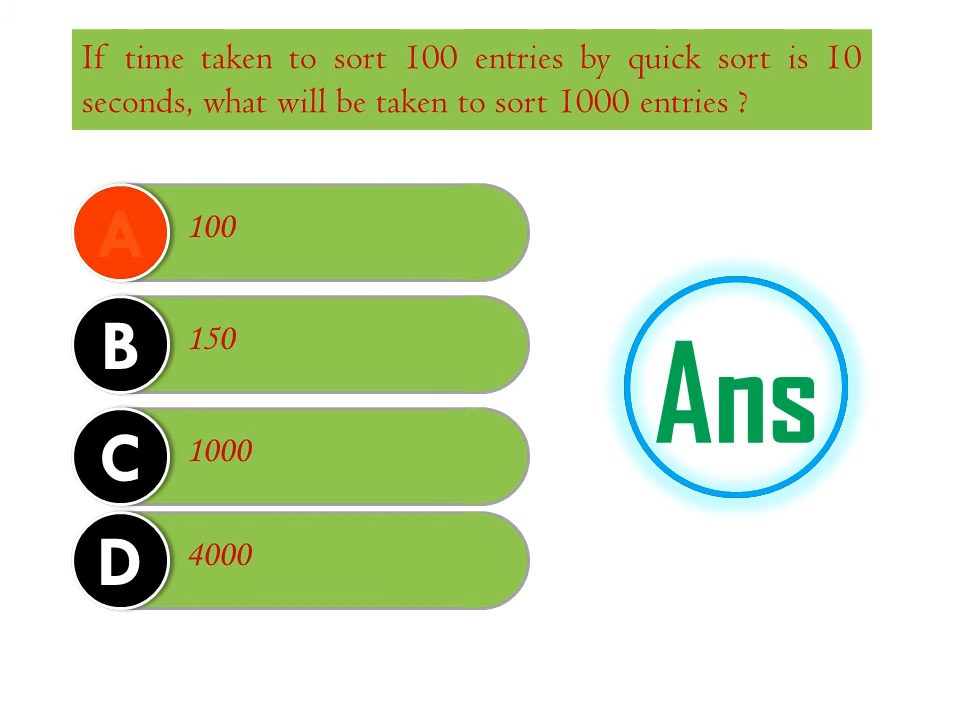 If time taken to sort 100 entries by quick sort is 10
seconds, what will be taken to sort 1000 entries ?
A 100
B 150
C 1000
D 4000
Ans